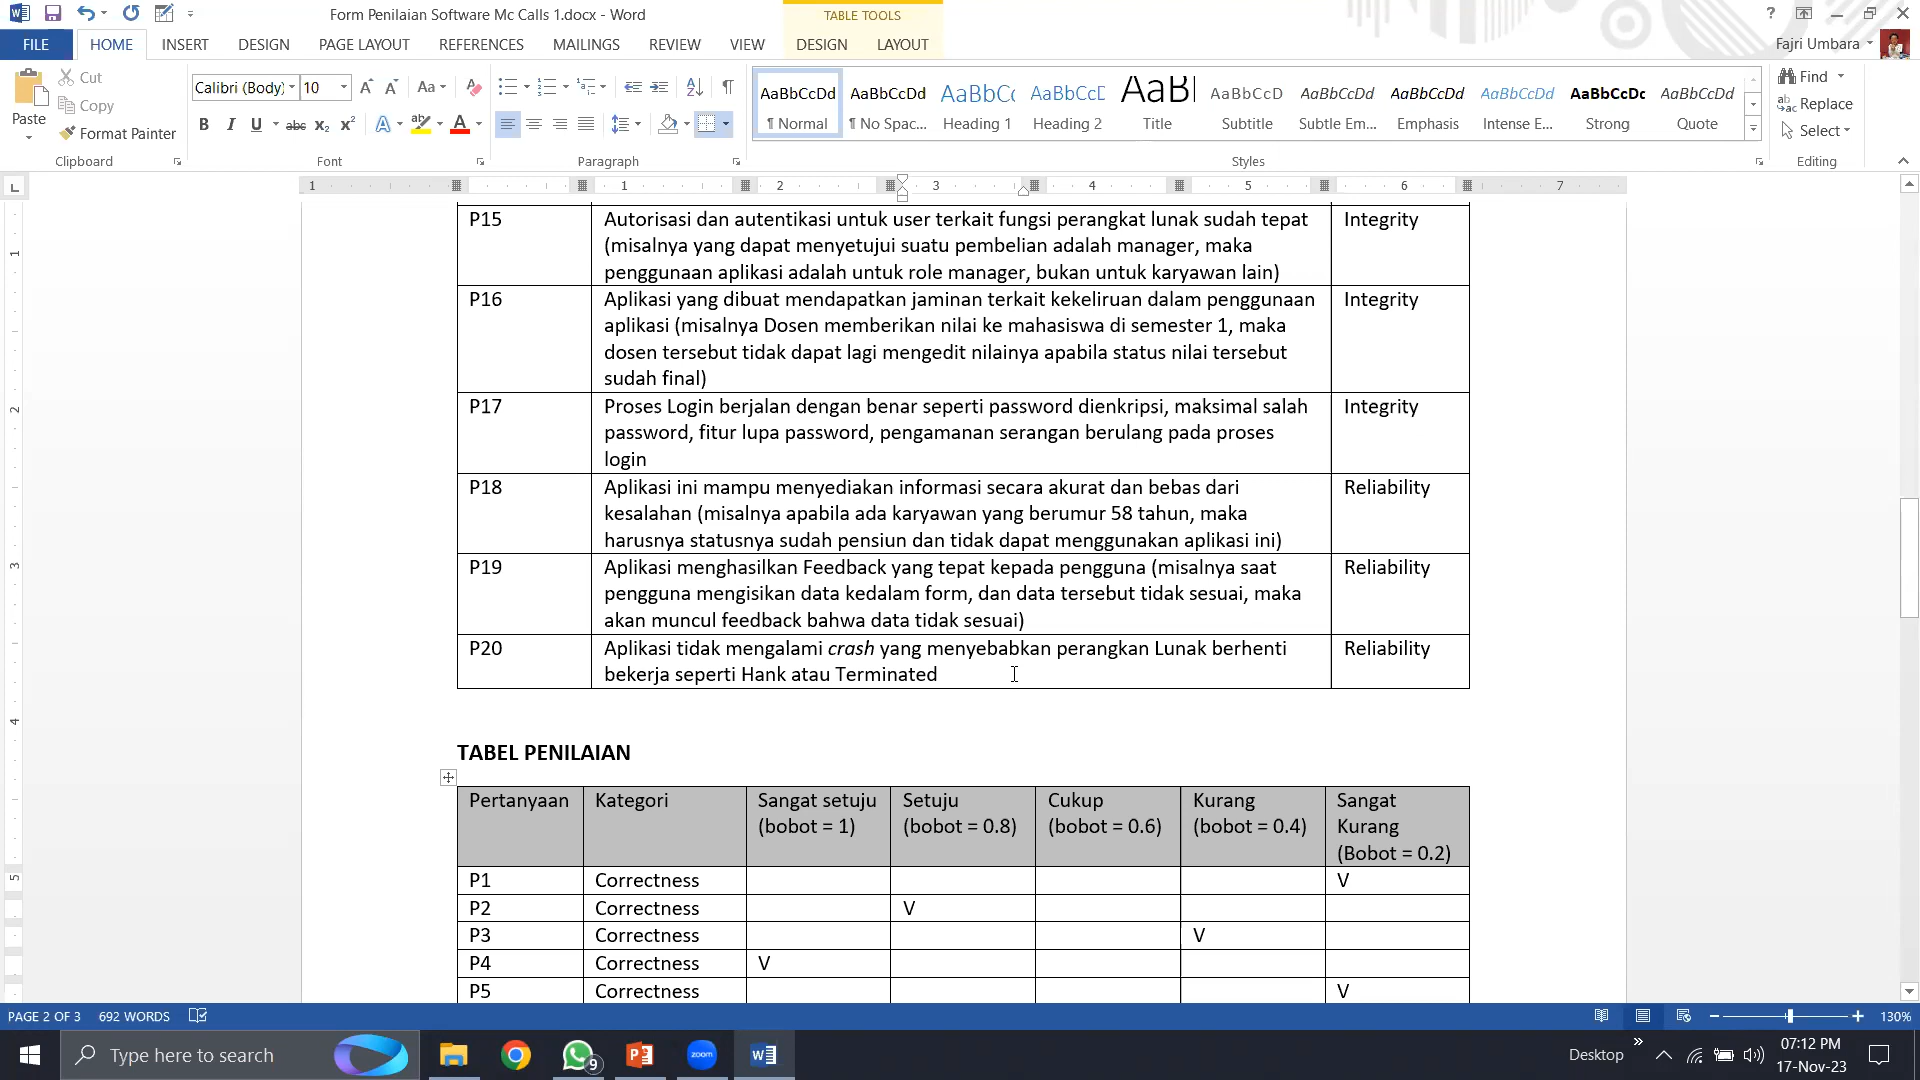 Form Penilaian Software Mc Calls 1.docx - Word
TABLE TOOLS
FILE HOME INSERT DESIGN PAGE LAYOUT REFERENCES MAILINGS REVIEW VIEW DESIGN LAYOUT
Fajri Umbara
Paste
Cut
Copy
Format Painter
Clipboard
Calibri (Body) 10
Font
Paragraph
AaBbCcDd AaBbCcDd AaBbCc AaBbCcD AaBl AaBbCcD AaBbCcDd AaBbCcDd AaBbCcDd AaBbCcDc AaBbCcDd
¶ Normal ¶ No Spac... Heading 1 Heading 2 Title Subtitle Subtle Em... Emphasis Intense E... Strong Quote
Styles
Find
Replace
Select
Editing
1 1 2 3 4 5 6 7
P15 Autorisasi dan autentikasi untuk user terkait fungsi perangkat lunak sudah tepat Integrity
(misalnya yang dapat menyetujui suatu pembelian adalah manager, maka
penggunaan aplikasi adalah untuk role manager, bukan untuk karyawan lain)
P16 Aplikasi yang dibuat mendapatkan jaminan terkait kekeliruan dalam penggunaan Integrity
aplikasi (misalnya Dosen memberikan nilai ke mahasiswa di semester 1, maka
dosen tersebut tidak dapat lagi mengedit nilainya apabila status nilai tersebut
sudah final)
P17 Proses Login berjalan dengan benar seperti password dienkripsi, maksimal salah Integrity
password, fitur lupa password, pengamanan serangan berulang pada proses
login
P18 Aplikasi ini mampu menyediakan informasi secara akurat dan bebas dari Reliability
kesalahan (misalnya apabila ada karyawan yang berumur 58 tahun, maka
harusnya statusnya sudah pensiun dan tidak dapat menggunakan aplikasi ini)
P19 Aplikasi menghasilkan Feedback yang tepat kepada pengguna (misalnya saat Reliability
pengguna mengisikan data kedalam form, dan data tersebut tidak sesuai, maka
akan muncul feedback bahwa data tidak sesuai)
P20 Aplikasi tidak mengalami crash yang menyebabkan perangkan Lunak berhenti Reliability
bekerja seperti Hank atau Terminated
TABEL PENILAIAN
Pertanyaan Kategori Sangat setuju (bobot = 1) Setuju (bobot = 0.8) Cukup (bobot = 0.6) Kurang (bobot = 0.4) Sangat Kurang (Bobot = 0.2)
P1 Correctness V
P2 Correctness V
P3 Correctness V
P4 Correctness V
P5 Correctness V
PAGE 2 OF 3 692 WORDS
130%
Type here to search
9
zoom
Desktop
07:12 PM
17-Nov-23